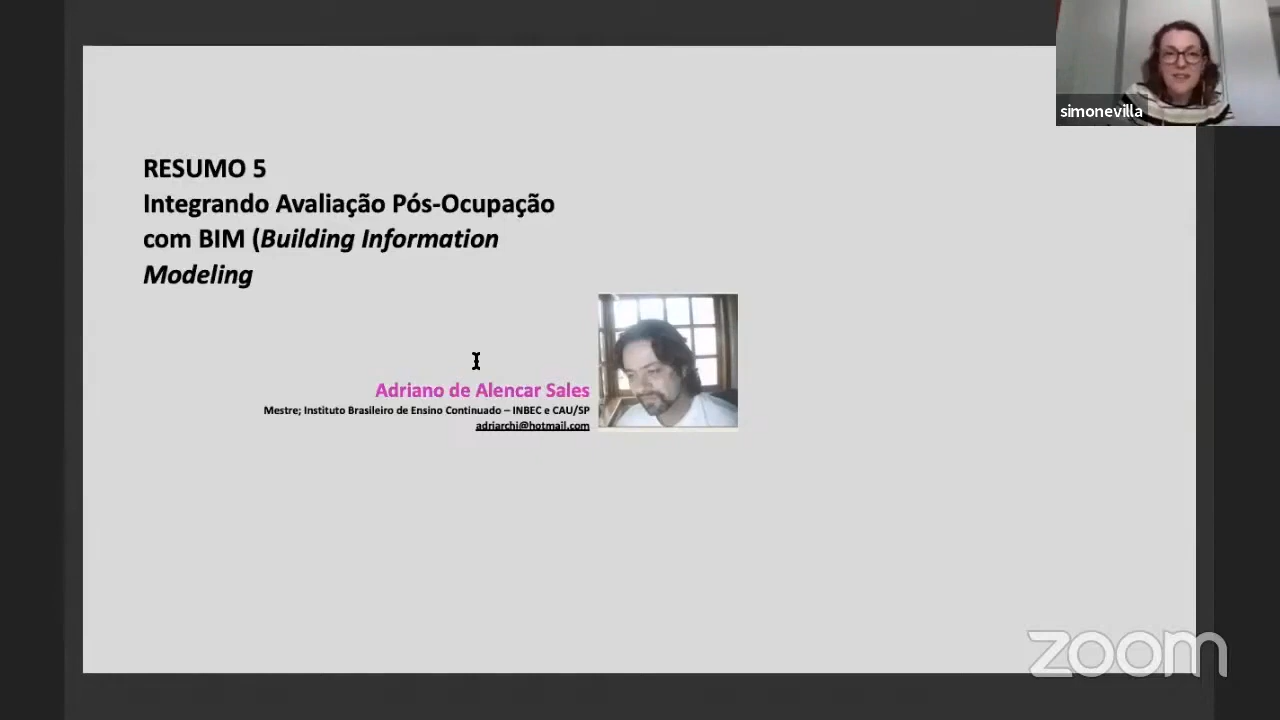 simonevilla
RESUMO 5
Integrando Avaliação Pós-Ocupação
com BIM (Building Information
Modeling
Adriano de Alencar Sales
Mestre; Instituto Brasileiro de Ensino Continuado – INBEC e CAU/SP
adriarchi@hotmail.com
zoom